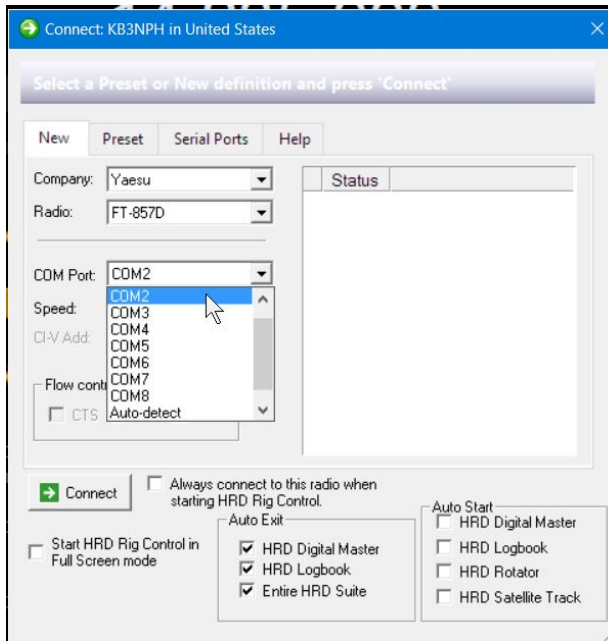 Connect: KB3NPH in United States
Select a Preset or New definition and press 'Connect'
New Preset Serial Ports Help
Company: Yaesu
Radio: FT-857D
Status
COM Port: COM2
COM2
COM3
Speed:
COM4
CI-V Add:
COM5
COM6
COM7
Flow cont
COM8
CTS
Auto-detect
Connect
Always connect to this radio when
starting HRD Rig Control.
Start HRD Rig Control in
Full Screen mode
Auto Exit
HRD Digital Master
HRD Logbook
Entire HRD Suite
Auto Start
HRD Digital Master
HRD Logbook
HRD Rotator
HRD Satellite Track